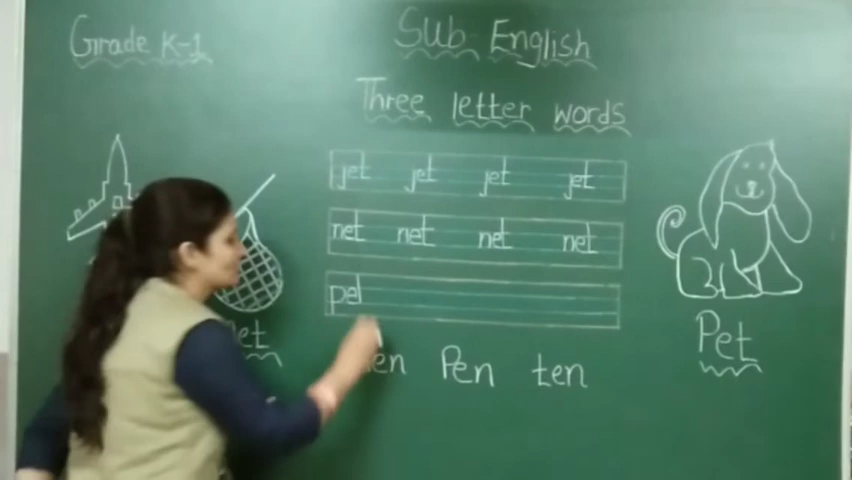 Grade K-1
Sub English
Three letter words
jet jet jet jet
net net net net
pet
Pen ten
Pet